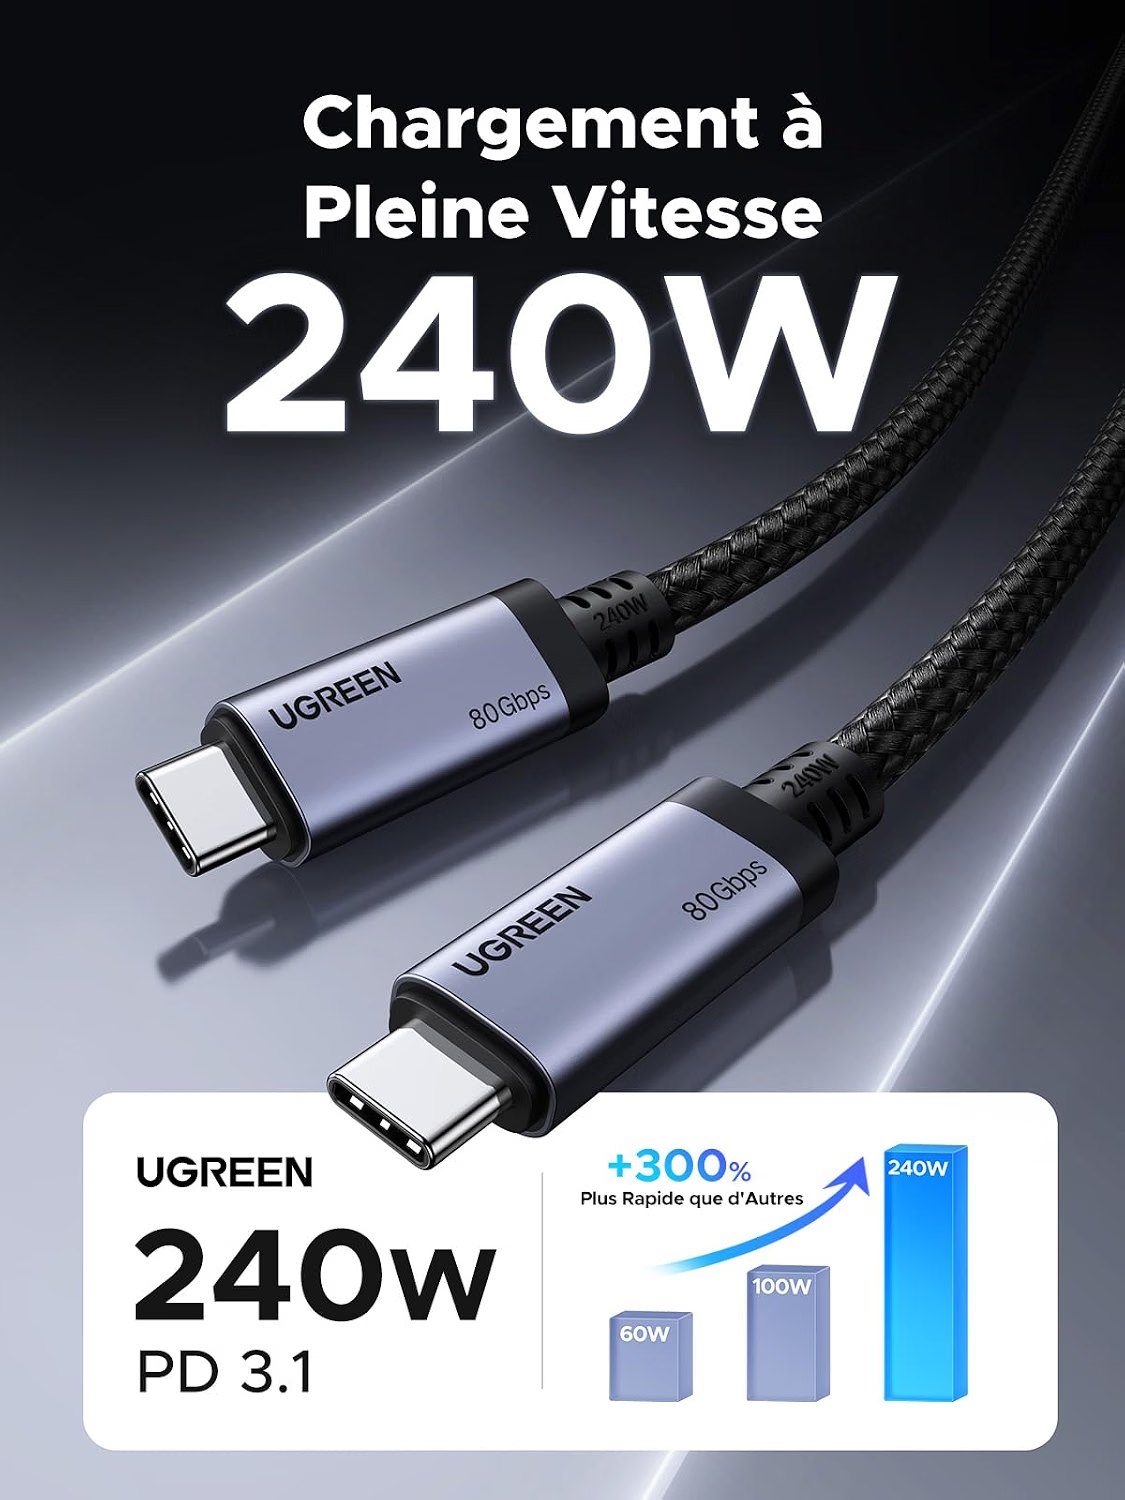 Chargement à
Pleine Vitesse
240W
240W
UGREEN
80Gbps
240W
UGREEN
80Gbps
UGREEN
240W
PD 3.1
+300%
Plus Rapide que d'Autres
60W
100W
240W